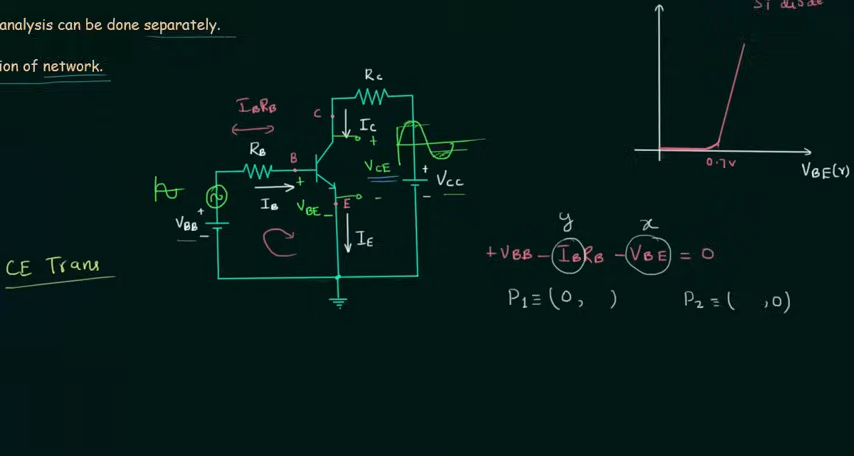 analysis can be done separately.
ion of network.
Si diode
0.7v
VBE(v)
RC
C
IC
+
VCE
-
+
VCC
-
IBRB
RB
B
+
IB
VBE -
E
IE
VBB
+
-
CE Trans
y x
+VBB - IBRB - VBE = 0
P1 ≡ (0, ) P2 ≡ ( ,0)